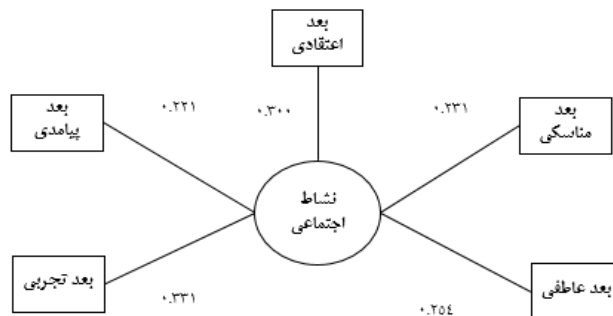 بعد
اعتقادی
بعد
مناسکی
۰.۲۳۱
۰.۳۰۰
۰.۲۲۱
بعد
پیامدی
نشاط
اجتماعی
بعد عاطفی
بعد تجربی
۰.۲٥٤
۰.۳۳۱